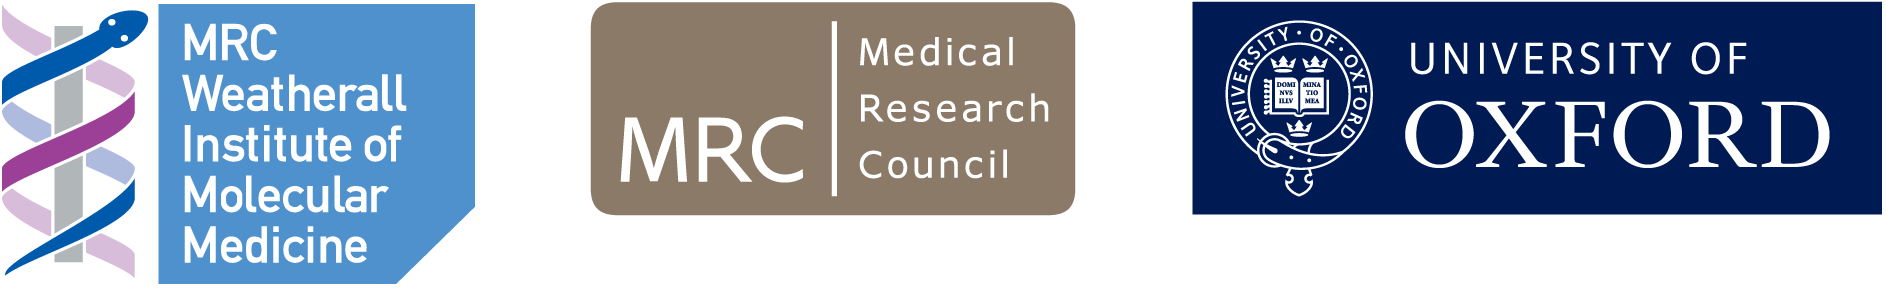 MRC
Weatherall
Institute of
Molecular
Medicine
MRC
Medical
Research
Council
UNIVERSITY · OF · OXFORD
DOMI
NVS
ILLV
MINA
TIO
MEA
UNIVERSITY OF
OXFORD